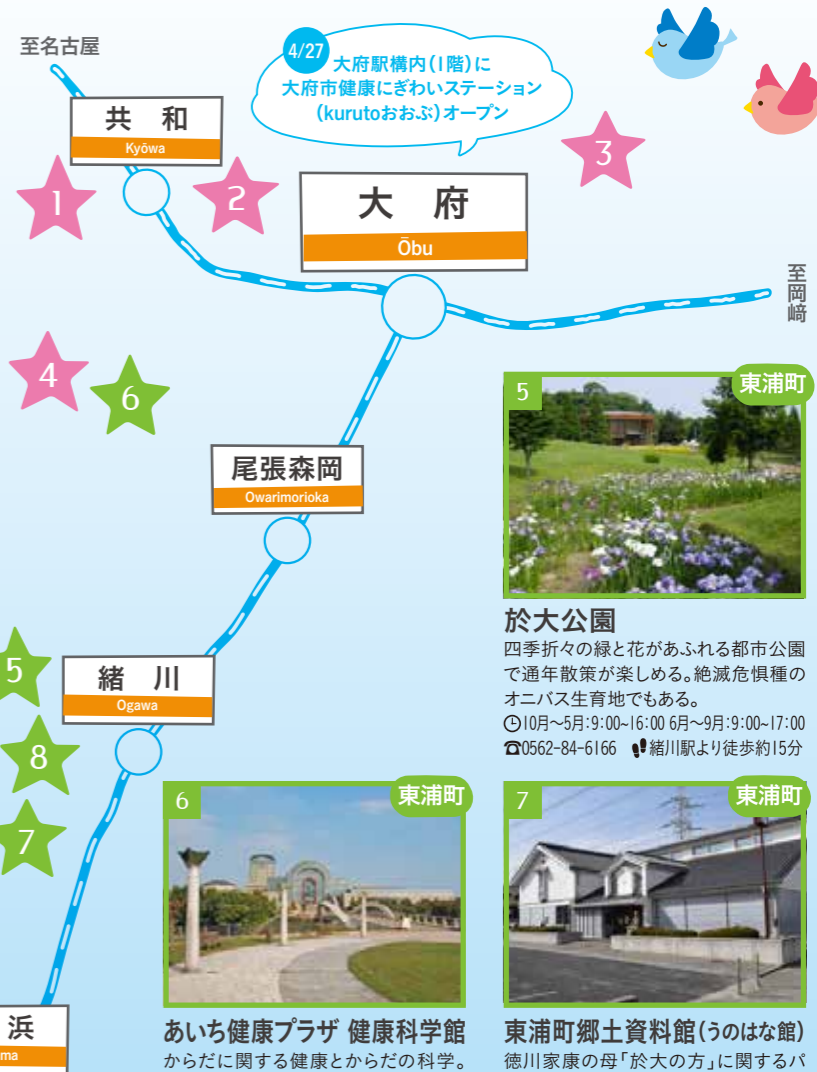 至名古屋
4/27
大府駅構内(1階)に
大府市健康にぎわいステーション
(kurutoおおぶ)オープン
共 和
Kyōwa
1
2
3
大 府
Ōbu
至岡﨑
4
6
尾張森岡
Owarimorioka
5
東浦町
於大公園
四季折々の緑と花があふれる都市公園
で通年散策が楽しめる。絶滅危惧種の
オニバス生育地でもある。
10月〜5月:9:00~16:00 6月〜9月:9:00~17:00
☎0562-84-6166 緒川駅より徒歩約15分
5
緒 川
Ogawa
8
7
浜
ma
6
東浦町
あいち健康プラザ 健康科学館
からだに関する健康とからだの科学。
7
東浦町
東浦町郷土資料館(うのはな館)
徳川家康の母「於大の方」に関するパ